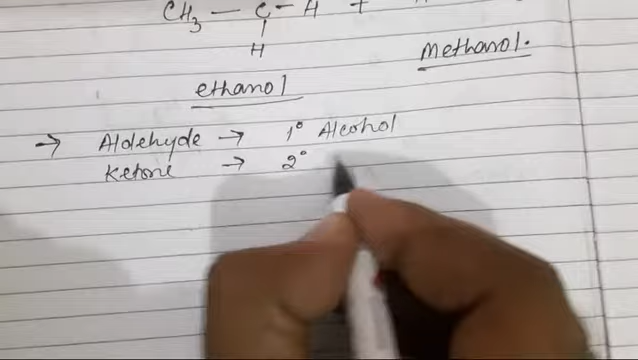 CH3 — C — H +
H
Methanol.
ethanol
→ Aldehyde → 1° Alcohol
Ketone → 2°